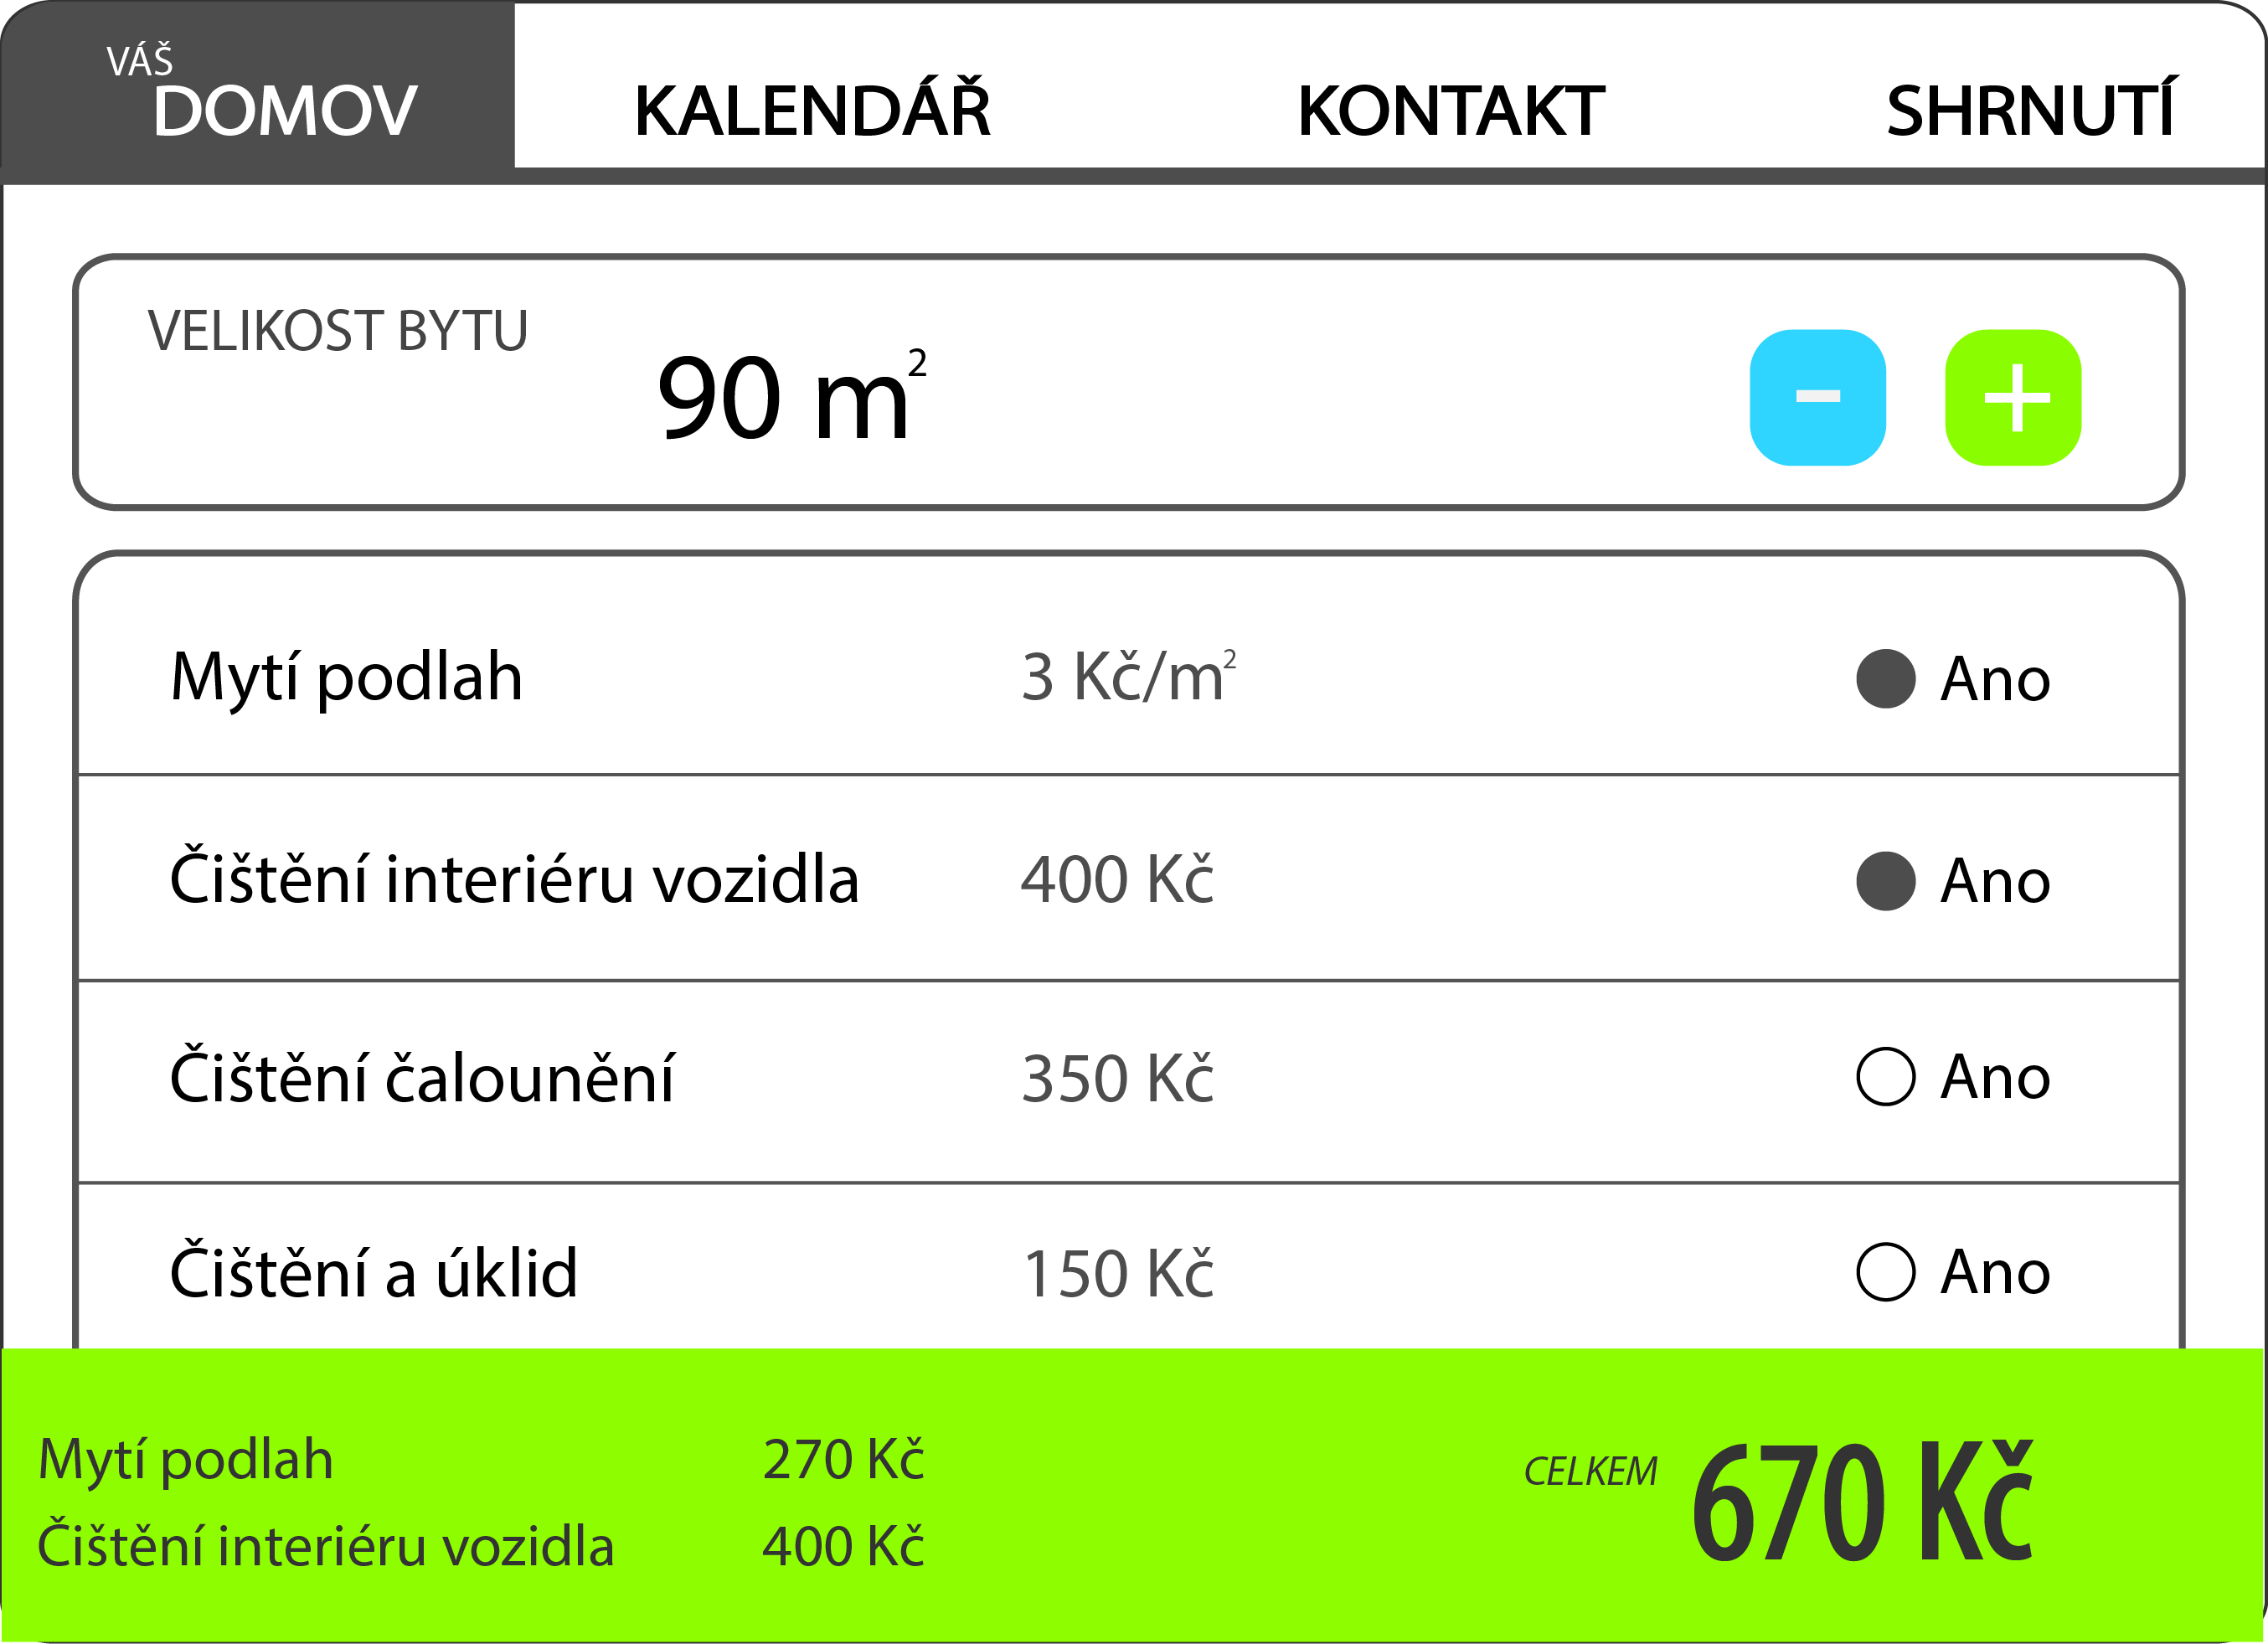 VÁŠ
DOMOV KALENDÁŘ KONTAKT SHRNUTÍ
VELIKOST BYTU
90 m² - +
Mytí podlah 3 Kč/m² Ano
Čištění interiéru vozidla 400 Kč Ano
Čištění čalounění 350 Kč Ano
Čištění a úklid 150 Kč Ano
Mytí podlah 270 Kč CELKEM 670 Kč
Čištění interiéru vozidla 400 Kč